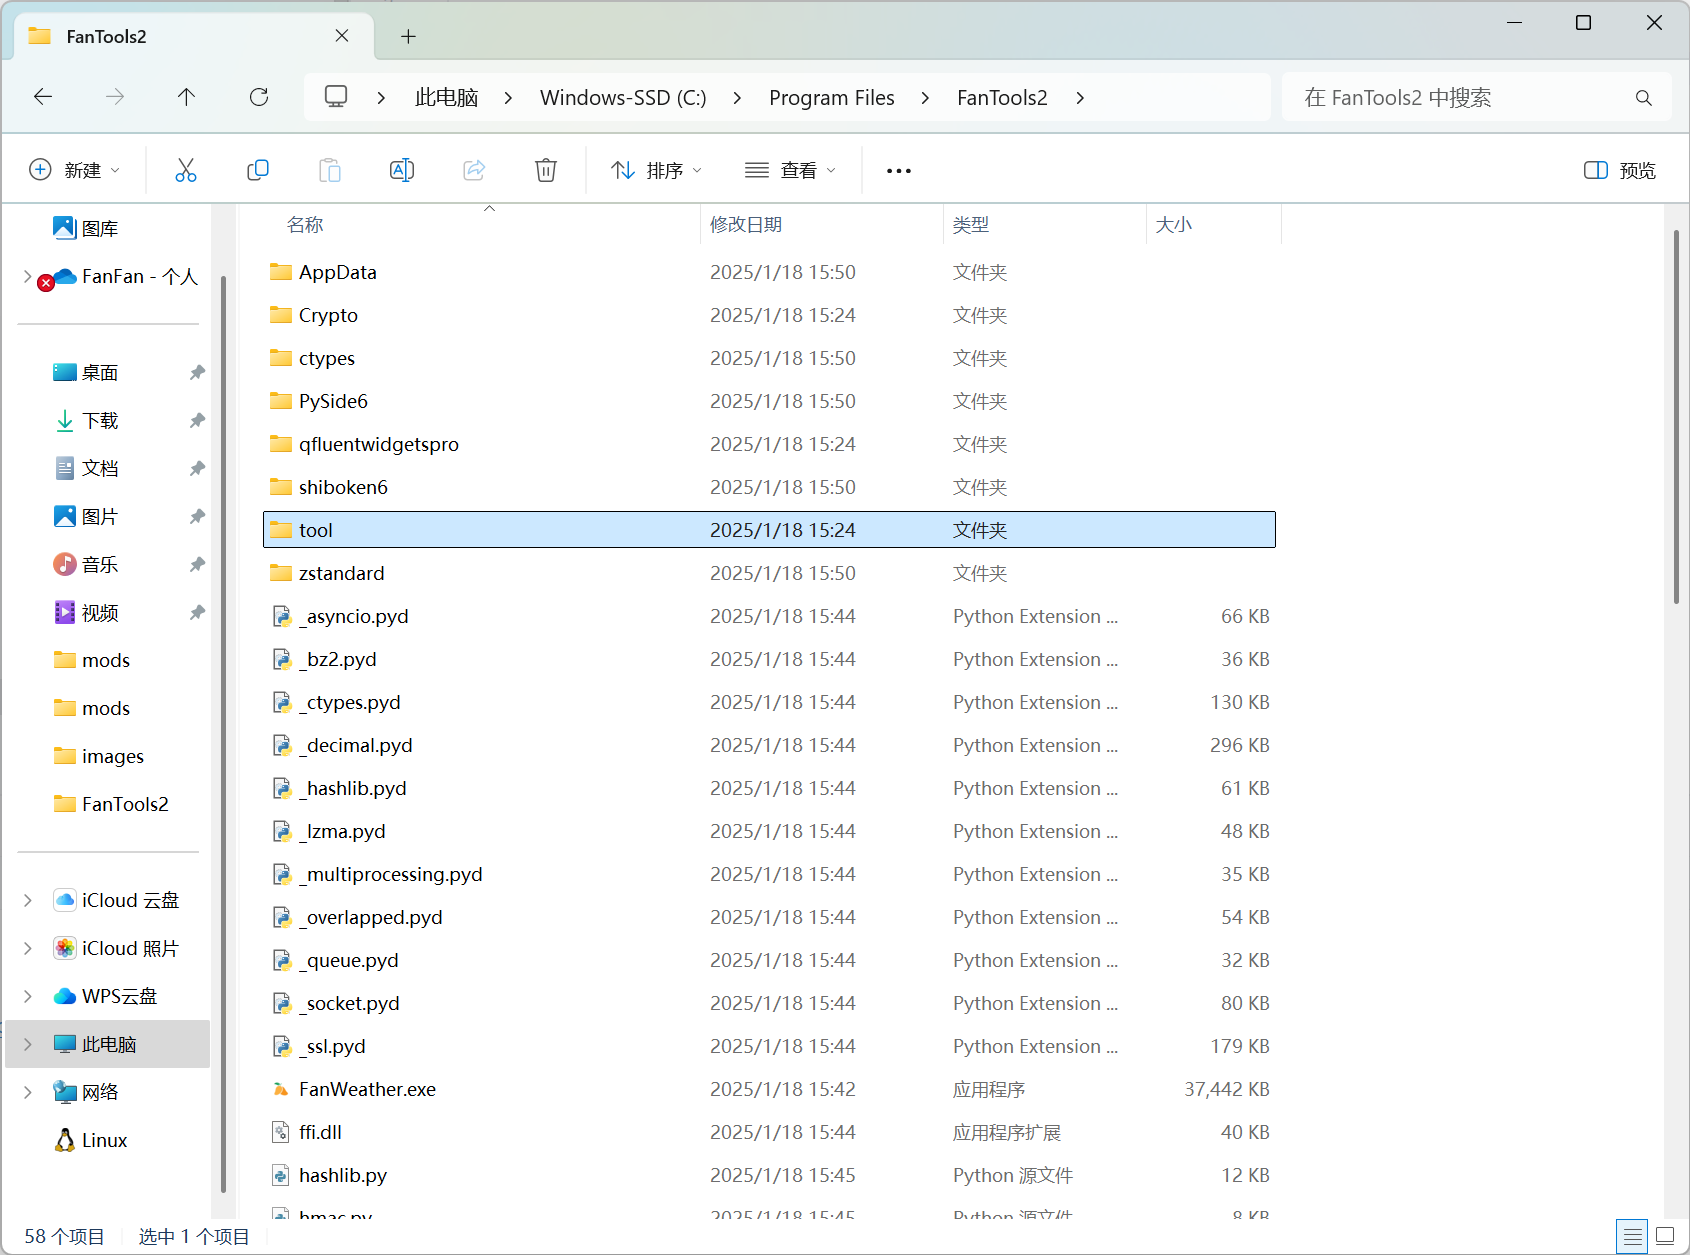 FanTools2
此电脑 Windows-SSD (C:) Program Files FanTools2
在 FanTools2 中搜索
新建 排序 查看 预览
图库
FanFan - 个人
桌面
下载
文档
图片
音乐
视频
mods
mods
images
FanTools2
iCloud 云盘
iCloud 照片
WPS云盘
此电脑
网络
Linux
名称 修改日期 类型 大小
AppData 2025/1/18 15:50 文件夹
Crypto 2025/1/18 15:24 文件夹
ctypes 2025/1/18 15:50 文件夹
PySide6 2025/1/18 15:50 文件夹
qfluentwidgetspro 2025/1/18 15:24 文件夹
shiboken6 2025/1/18 15:50 文件夹
tool 2025/1/18 15:24 文件夹
zstandard 2025/1/18 15:50 文件夹
_asyncio.pyd 2025/1/18 15:44 Python Extension ... 66 KB
_bz2.pyd 2025/1/18 15:44 Python Extension ... 36 KB
_ctypes.pyd 2025/1/18 15:44 Python Extension ... 130 KB
_decimal.pyd 2025/1/18 15:44 Python Extension ... 296 KB
_hashlib.pyd 2025/1/18 15:44 Python Extension ... 61 KB
_lzma.pyd 2025/1/18 15:44 Python Extension ... 48 KB
_multiprocessing.pyd 2025/1/18 15:44 Python Extension ... 35 KB
_overlapped.pyd 2025/1/18 15:44 Python Extension ... 54 KB
_queue.pyd 2025/1/18 15:44 Python Extension ... 32 KB
_socket.pyd 2025/1/18 15:44 Python Extension ... 80 KB
_ssl.pyd 2025/1/18 15:44 Python Extension ... 179 KB
FanWeather.exe 2025/1/18 15:42 应用程序 37,442 KB
ffi.dll 2025/1/18 15:44 应用程序扩展 40 KB
hashlib.py 2025/1/18 15:45 Python 源文件 12 KB
hmac.py 2025/1/18 15:45 Python 源文件 8 KB
58 个项目 选中 1 个项目